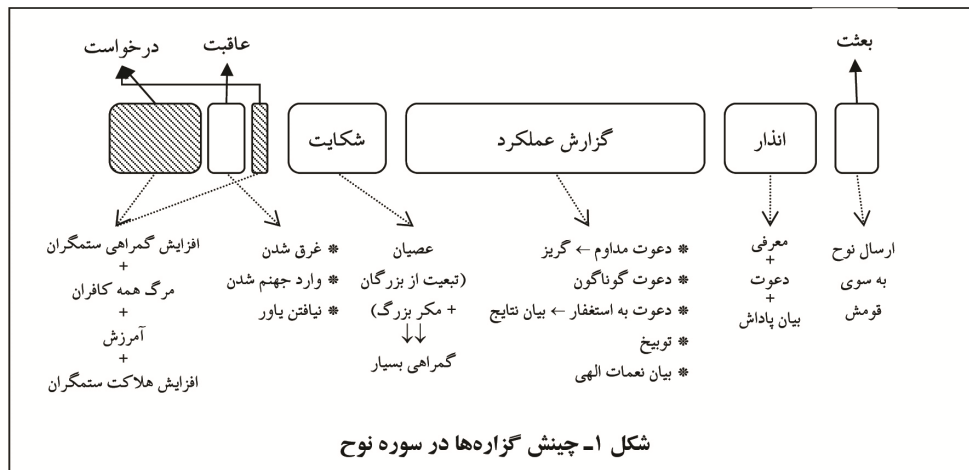 بعثت
عاقبت
درخواست
انذار
گزارش عملکرد
شکایت
ارسال نوح
به سوی
قومش
معرفی
+
دعوت
+
بیان پاداش
* دعوت مداوم ← گریز
* دعوت گوناگون
* دعوت به استغفار ← بیان نتایج
* توبیخ
* بیان نعمات الهی
عصیان
(تبعیت از بزرگان
+ مکر بزرگ)
↓↓
گمراهی بسیار
* غرق شدن
* وارد جهنم شدن
* نیافتن یاور
افزایش گمراهی ستمگران
+
مرگ همه کافران
+
آمرزش
+
افزایش هلاکت ستمگران
شکل ۱ـ چینش گزاره‌ها در سوره نوح